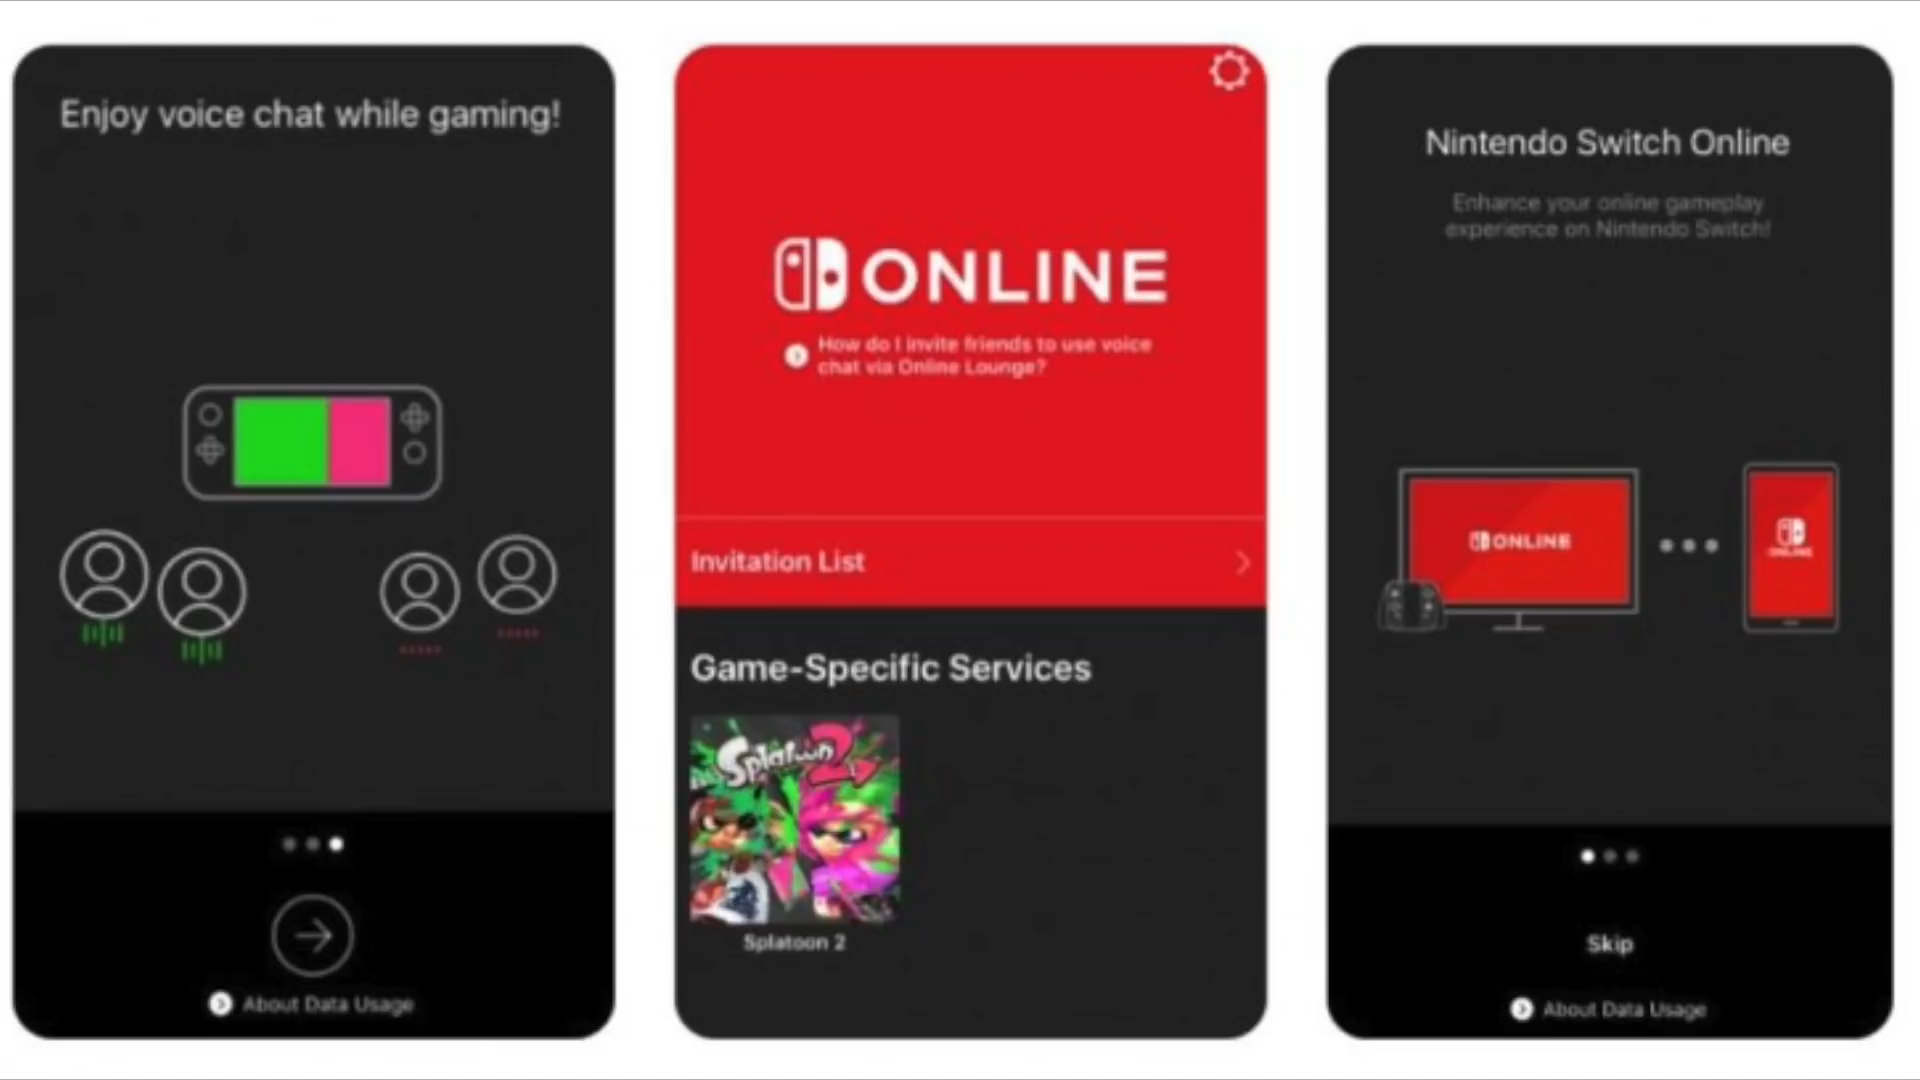 Enjoy voice chat while gaming!
About Data Usage
ONLINE
How do I invite friends to use voice
chat via Online Lounge?
Invitation List
Game-Specific Services
Splatoon 2
Splatoon 2
Nintendo Switch Online
Enhance your online gameplay
experience on Nintendo Switch!
ONLINE
ONLINE
Skip
About Data Usage